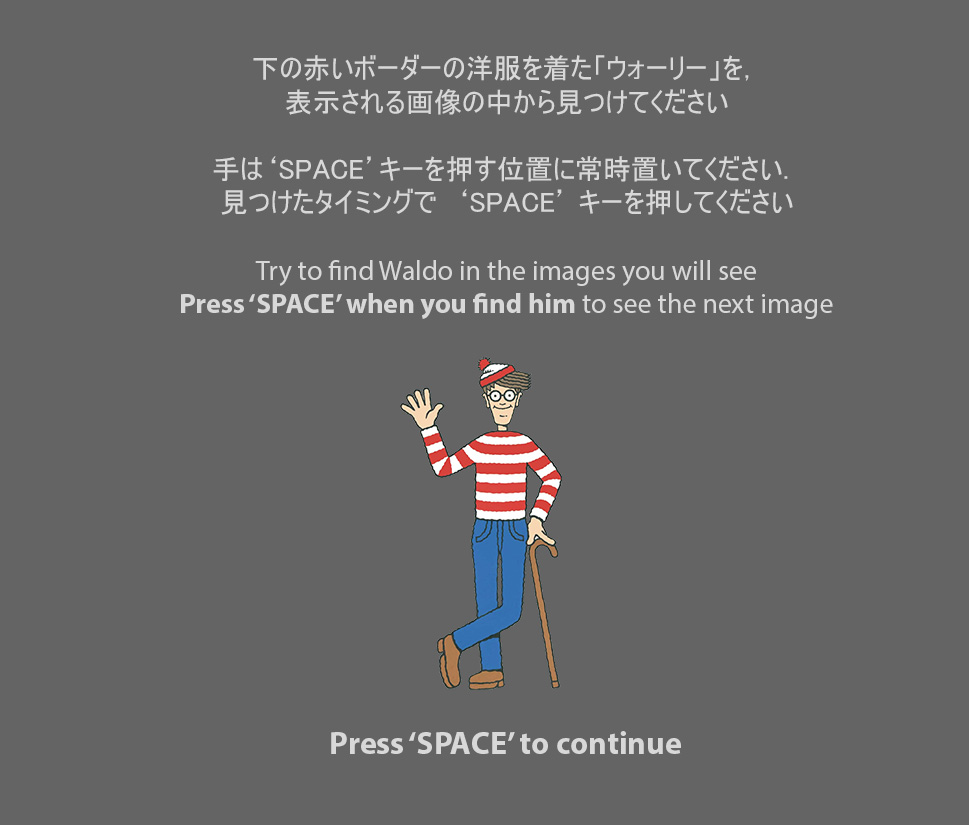 下の赤いボーダーの洋服を着た「ウォーリー」を,
表示される画像の中から見つけてください
手は‘SPACE’キーを押す位置に常時置いてください.
見つけたタイミングで ‘SPACE’ キーを押してください
Try to find Waldo in the images you will see
Press ‘SPACE’ when you find him to see the next image
Press ‘SPACE’ to continue